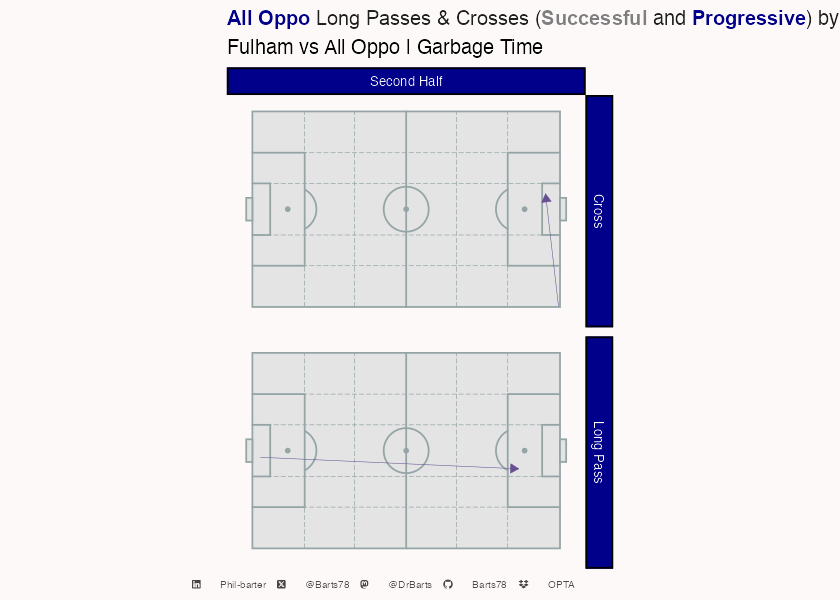 All Oppo Long Passes & Crosses (Successful and Progressive) by
Fulham vs All Oppo | Garbage Time
Second Half
Cross
Long Pass
Phil-barter @Barts78 @DrBarts Barts78 OPTA